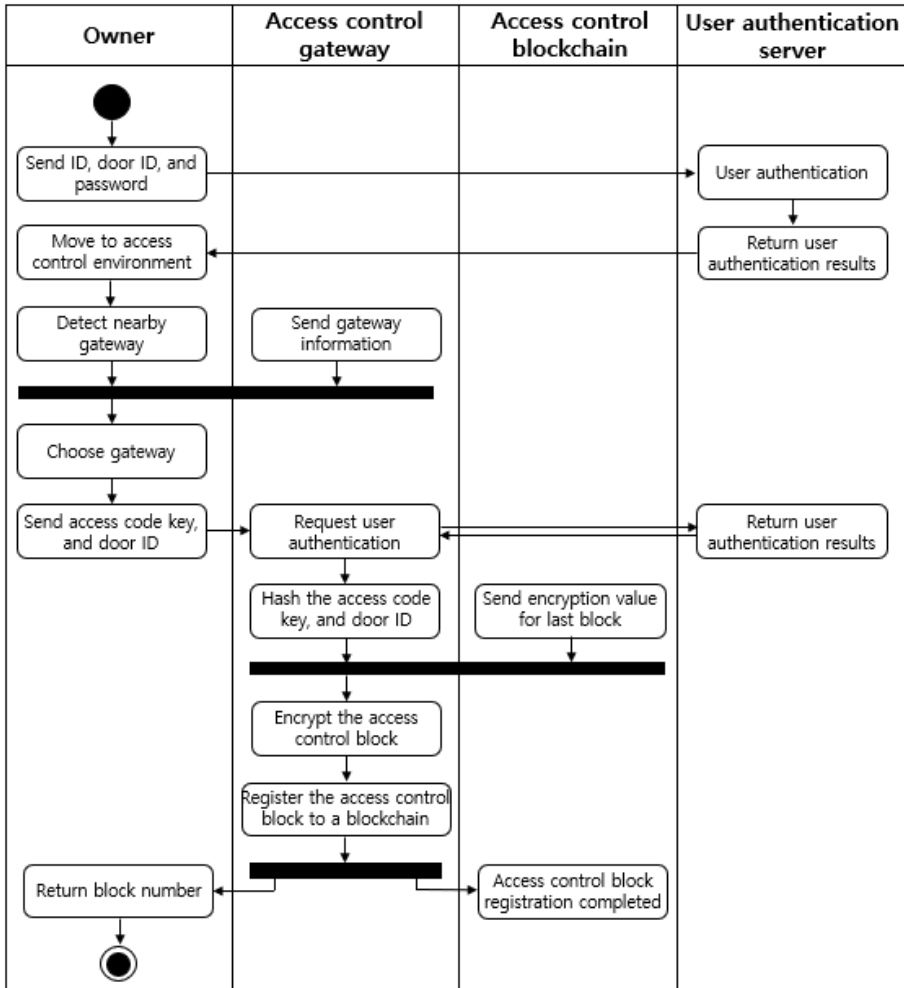 Owner
Access control
gateway
Access control
blockchain
User authentication
server
Send ID, door ID, and
password
User authentication
Move to access
control environment
Return user
authentication results
Detect nearby
gateway
Send gateway
information
Choose gateway
Send access code key,
and door ID
Request user
authentication
Return user
authentication results
Hash the access code
key, and door ID
Send encryption value
for last block
Encrypt the access
control block
Register the access control
block to a blockchain
Return block number
Access control block
registration completed